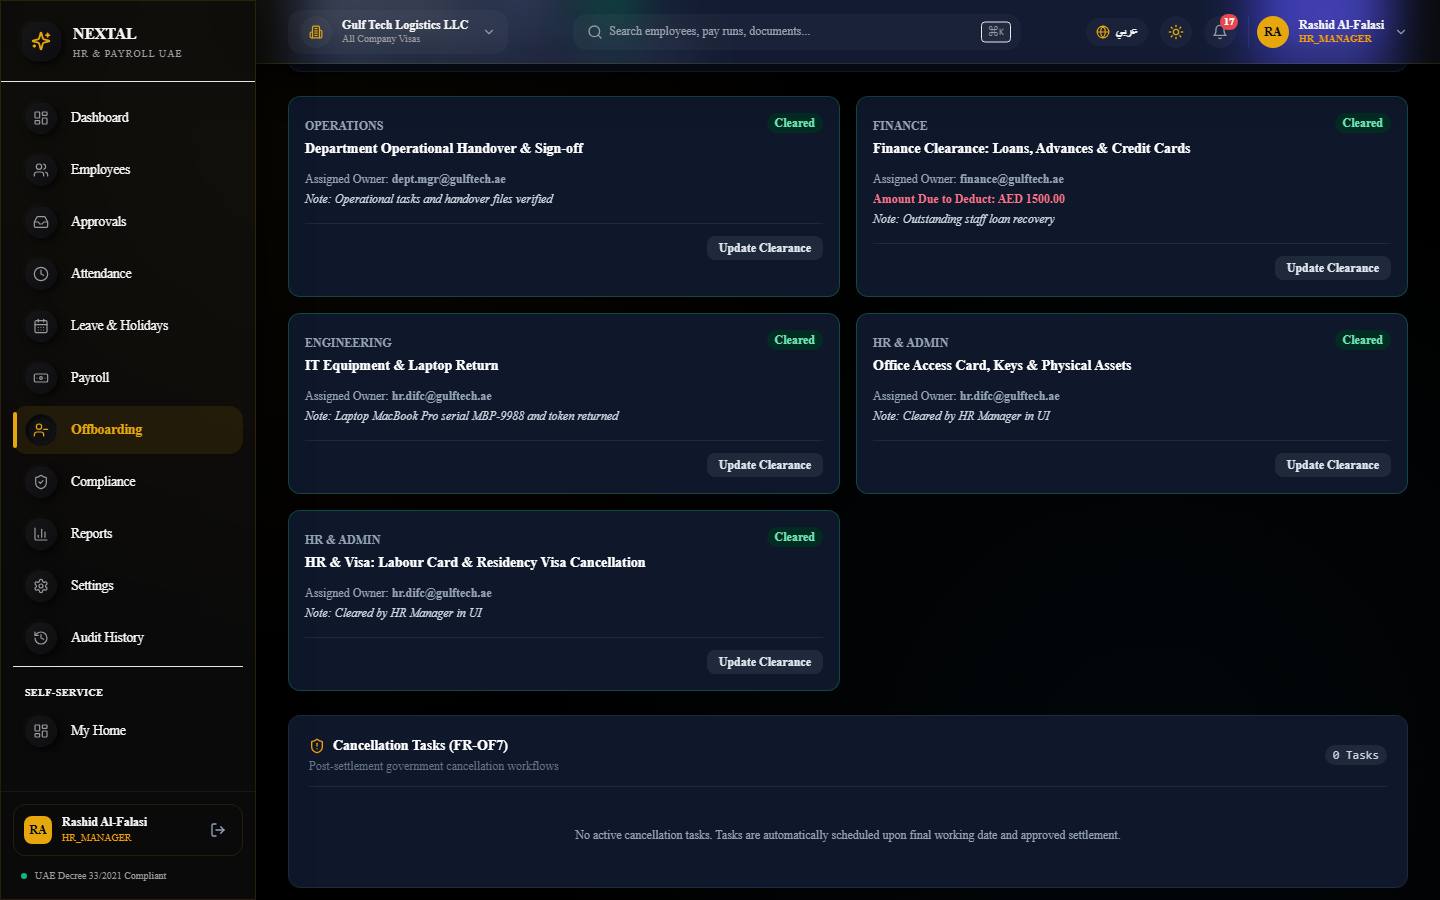 NEXTAL
HR & PAYROLL UAE
Dashboard
Employees
Approvals
Attendance
Leave & Holidays
Payroll
Offboarding
Compliance
Reports
Settings
Audit History
SELF-SERVICE
My Home
RA
Rashid Al-Falasi
HR_MANAGER
UAE Decree 33/2021 Compliant
Gulf Tech Logistics LLC
All Company Visas
Search employees, pay runs, documents...
⌘K
عربي
17
RA
Rashid Al-Falasi
HR_MANAGER
OPERATIONS
Cleared
Department Operational Handover & Sign-off
Assigned Owner: dept.mgr@gulftech.ae
Note: Operational tasks and handover files verified
Update Clearance
FINANCE
Cleared
Finance Clearance: Loans, Advances & Credit Cards
Assigned Owner: finance@gulftech.ae
Amount Due to Deduct: AED 1500.00
Note: Outstanding staff loan recovery
Update Clearance
ENGINEERING
Cleared
IT Equipment & Laptop Return
Assigned Owner: hr.difc@gulftech.ae
Note: Laptop MacBook Pro serial MBP-9988 and token returned
Update Clearance
HR & ADMIN
Cleared
Office Access Card, Keys & Physical Assets
Assigned Owner: hr.difc@gulftech.ae
Note: Cleared by HR Manager in UI
Update Clearance
HR & ADMIN
Cleared
HR & Visa: Labour Card & Residency Visa Cancellation
Assigned Owner: hr.difc@gulftech.ae
Note: Cleared by HR Manager in UI
Update Clearance
Cancellation Tasks (FR-OF7)
Post-settlement government cancellation workflows
0 Tasks
No active cancellation tasks. Tasks are automatically scheduled upon final working date and approved settlement.